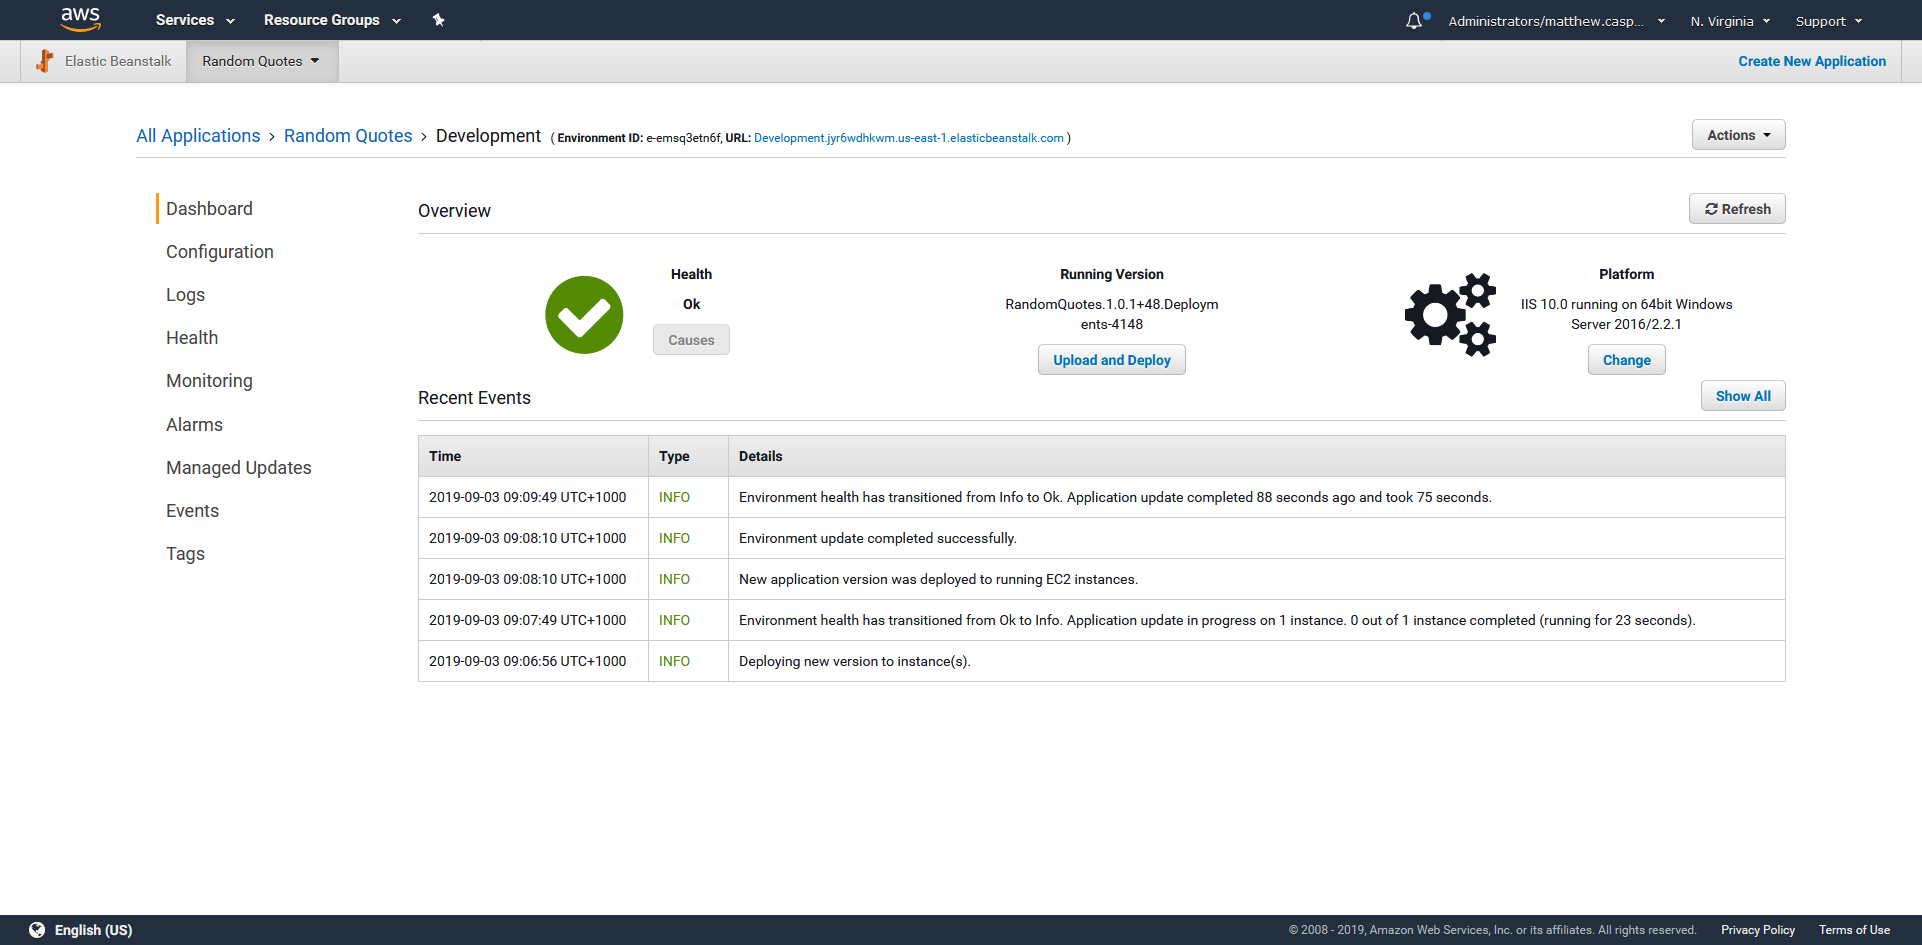 aws Services Resource Groups Administrators/matthew.casp... N. Virginia Support
Elastic Beanstalk Random Quotes Create New Application
All Applications › Random Quotes › Development ( Environment ID: e-emsq3etn6f, URL: Development.jyr6wdhkwm.us-east-1.elasticbeanstalk.com ) Actions
Dashboard
Configuration
Logs
Health
Monitoring
Alarms
Managed Updates
Events
Tags
Overview Refresh
Health
Ok
Causes
Running Version
RandomQuotes.1.0.1+48.Deploym
ents-4148
Upload and Deploy
Platform
IIS 10.0 running on 64bit Windows
Server 2016/2.2.1
Change
Recent Events Show All
Time Type Details
2019-09-03 09:09:49 UTC+1000 INFO Environment health has transitioned from Info to Ok. Application update completed 88 seconds ago and took 75 seconds.
2019-09-03 09:08:10 UTC+1000 INFO Environment update completed successfully.
2019-09-03 09:08:10 UTC+1000 INFO New application version was deployed to running EC2 instances.
2019-09-03 09:07:49 UTC+1000 INFO Environment health has transitioned from Ok to Info. Application update in progress on 1 instance. 0 out of 1 instance completed (running for 23 seconds).
2019-09-03 09:06:56 UTC+1000 INFO Deploying new version to instance(s).
English (US) © 2008 - 2019, Amazon Web Services, Inc. or its affiliates. All rights reserved. Privacy Policy Terms of Use